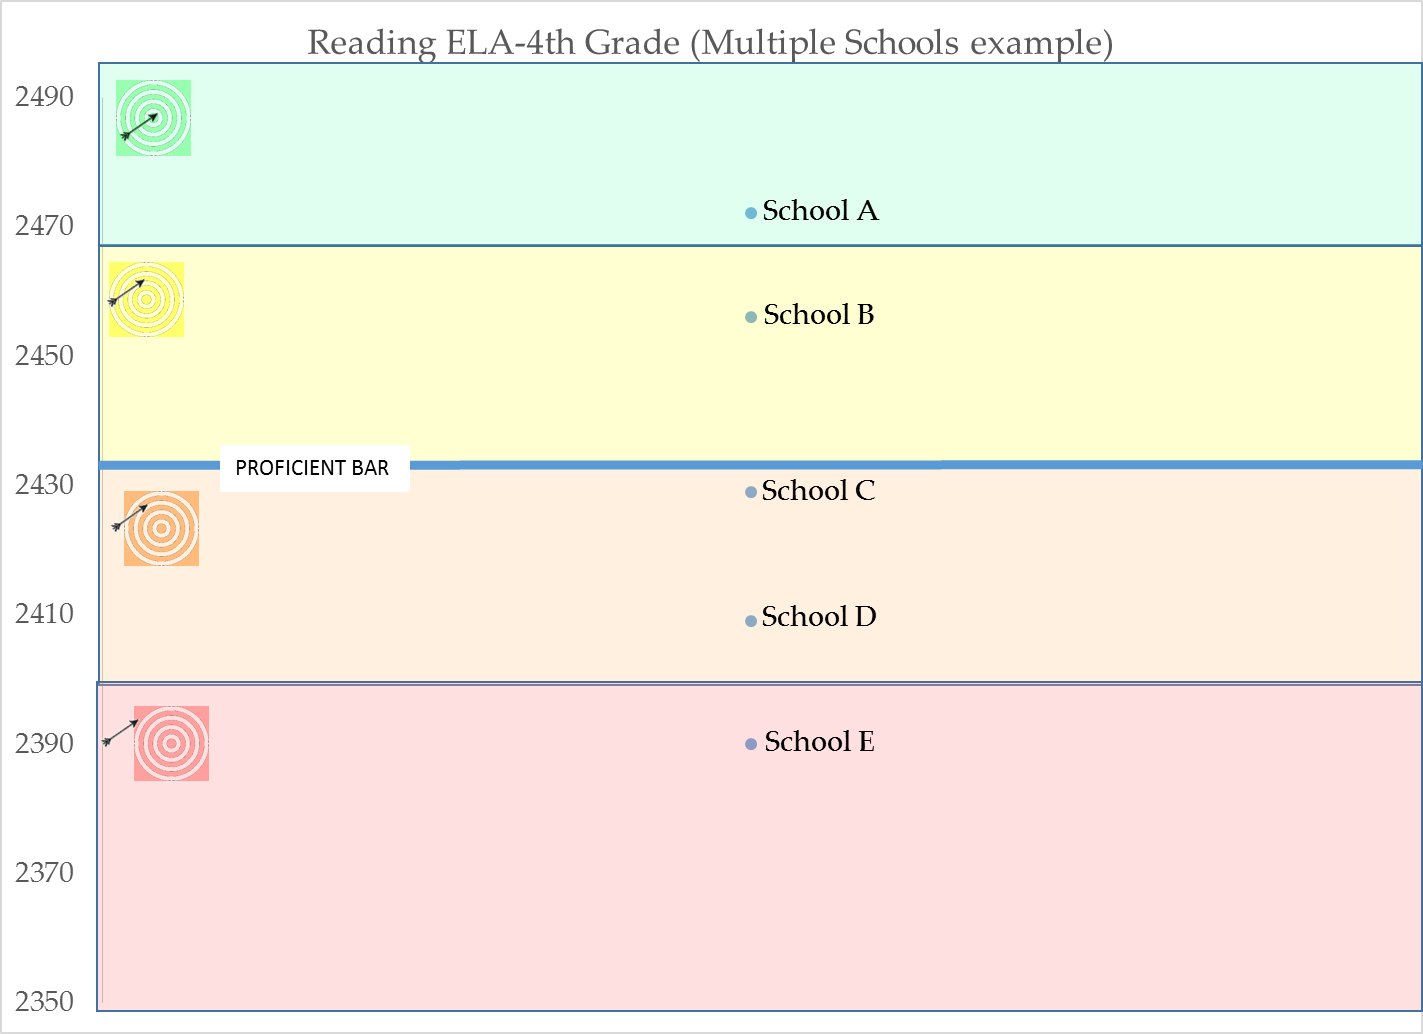 Reading ELA-4th Grade (Multiple Schools example)
2490
School A
2470
School B
2450
PROFICIENT BAR
2430
School C
2410
School D
2390
School E
2370
2350